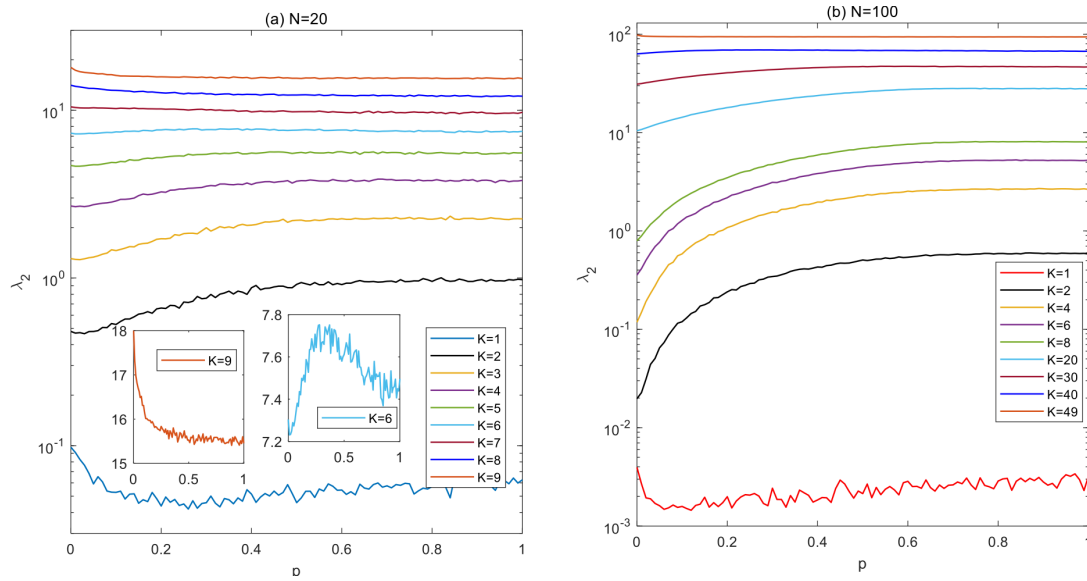 (a) N=20
10^1
10^0
10^-1
λ_2
0
0.2
0.4
0.6
0.8
1
p
18
17
16
15
0
0.5
1
K=9
7.8
7.6
7.4
7.2
0
0.5
1
K=6
K=1
K=2
K=3
K=4
K=5
K=6
K=7
K=8
K=9
(b) N=100
10^2
10^1
10^0
10^-1
10^-2
10^-3
λ_2
0
0.2
0.4
0.6
0.8
1
p
K=1
K=2
K=4
K=6
K=8
K=20
K=30
K=40
K=49